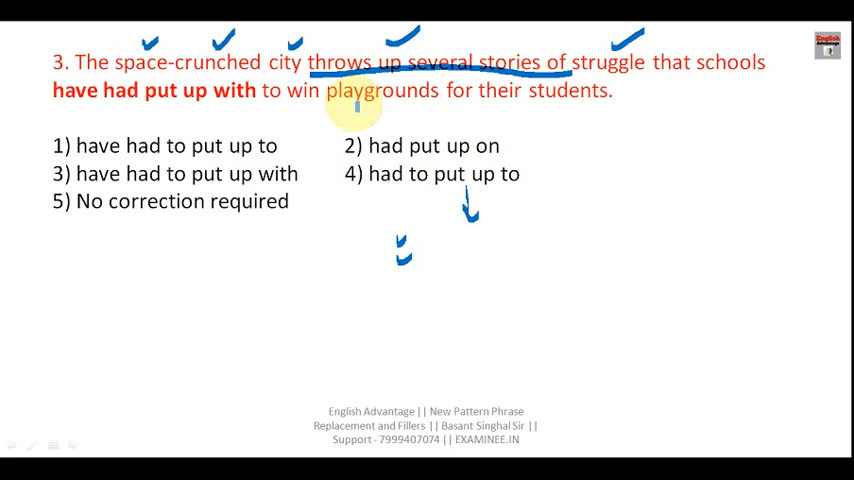 English
Advantage
3. The space-crunched city throws up several stories of struggle that schools
have had put up with to win playgrounds for their students.
1) have had to put up to
2) had put up on
3) have had to put up with
4) had to put up to
5) No correction required
English Advantage || New Pattern Phrase
Replacement and Fillers || Basant Singhal Sir ||
Support - 7999407074 || EXAMINEE.IN